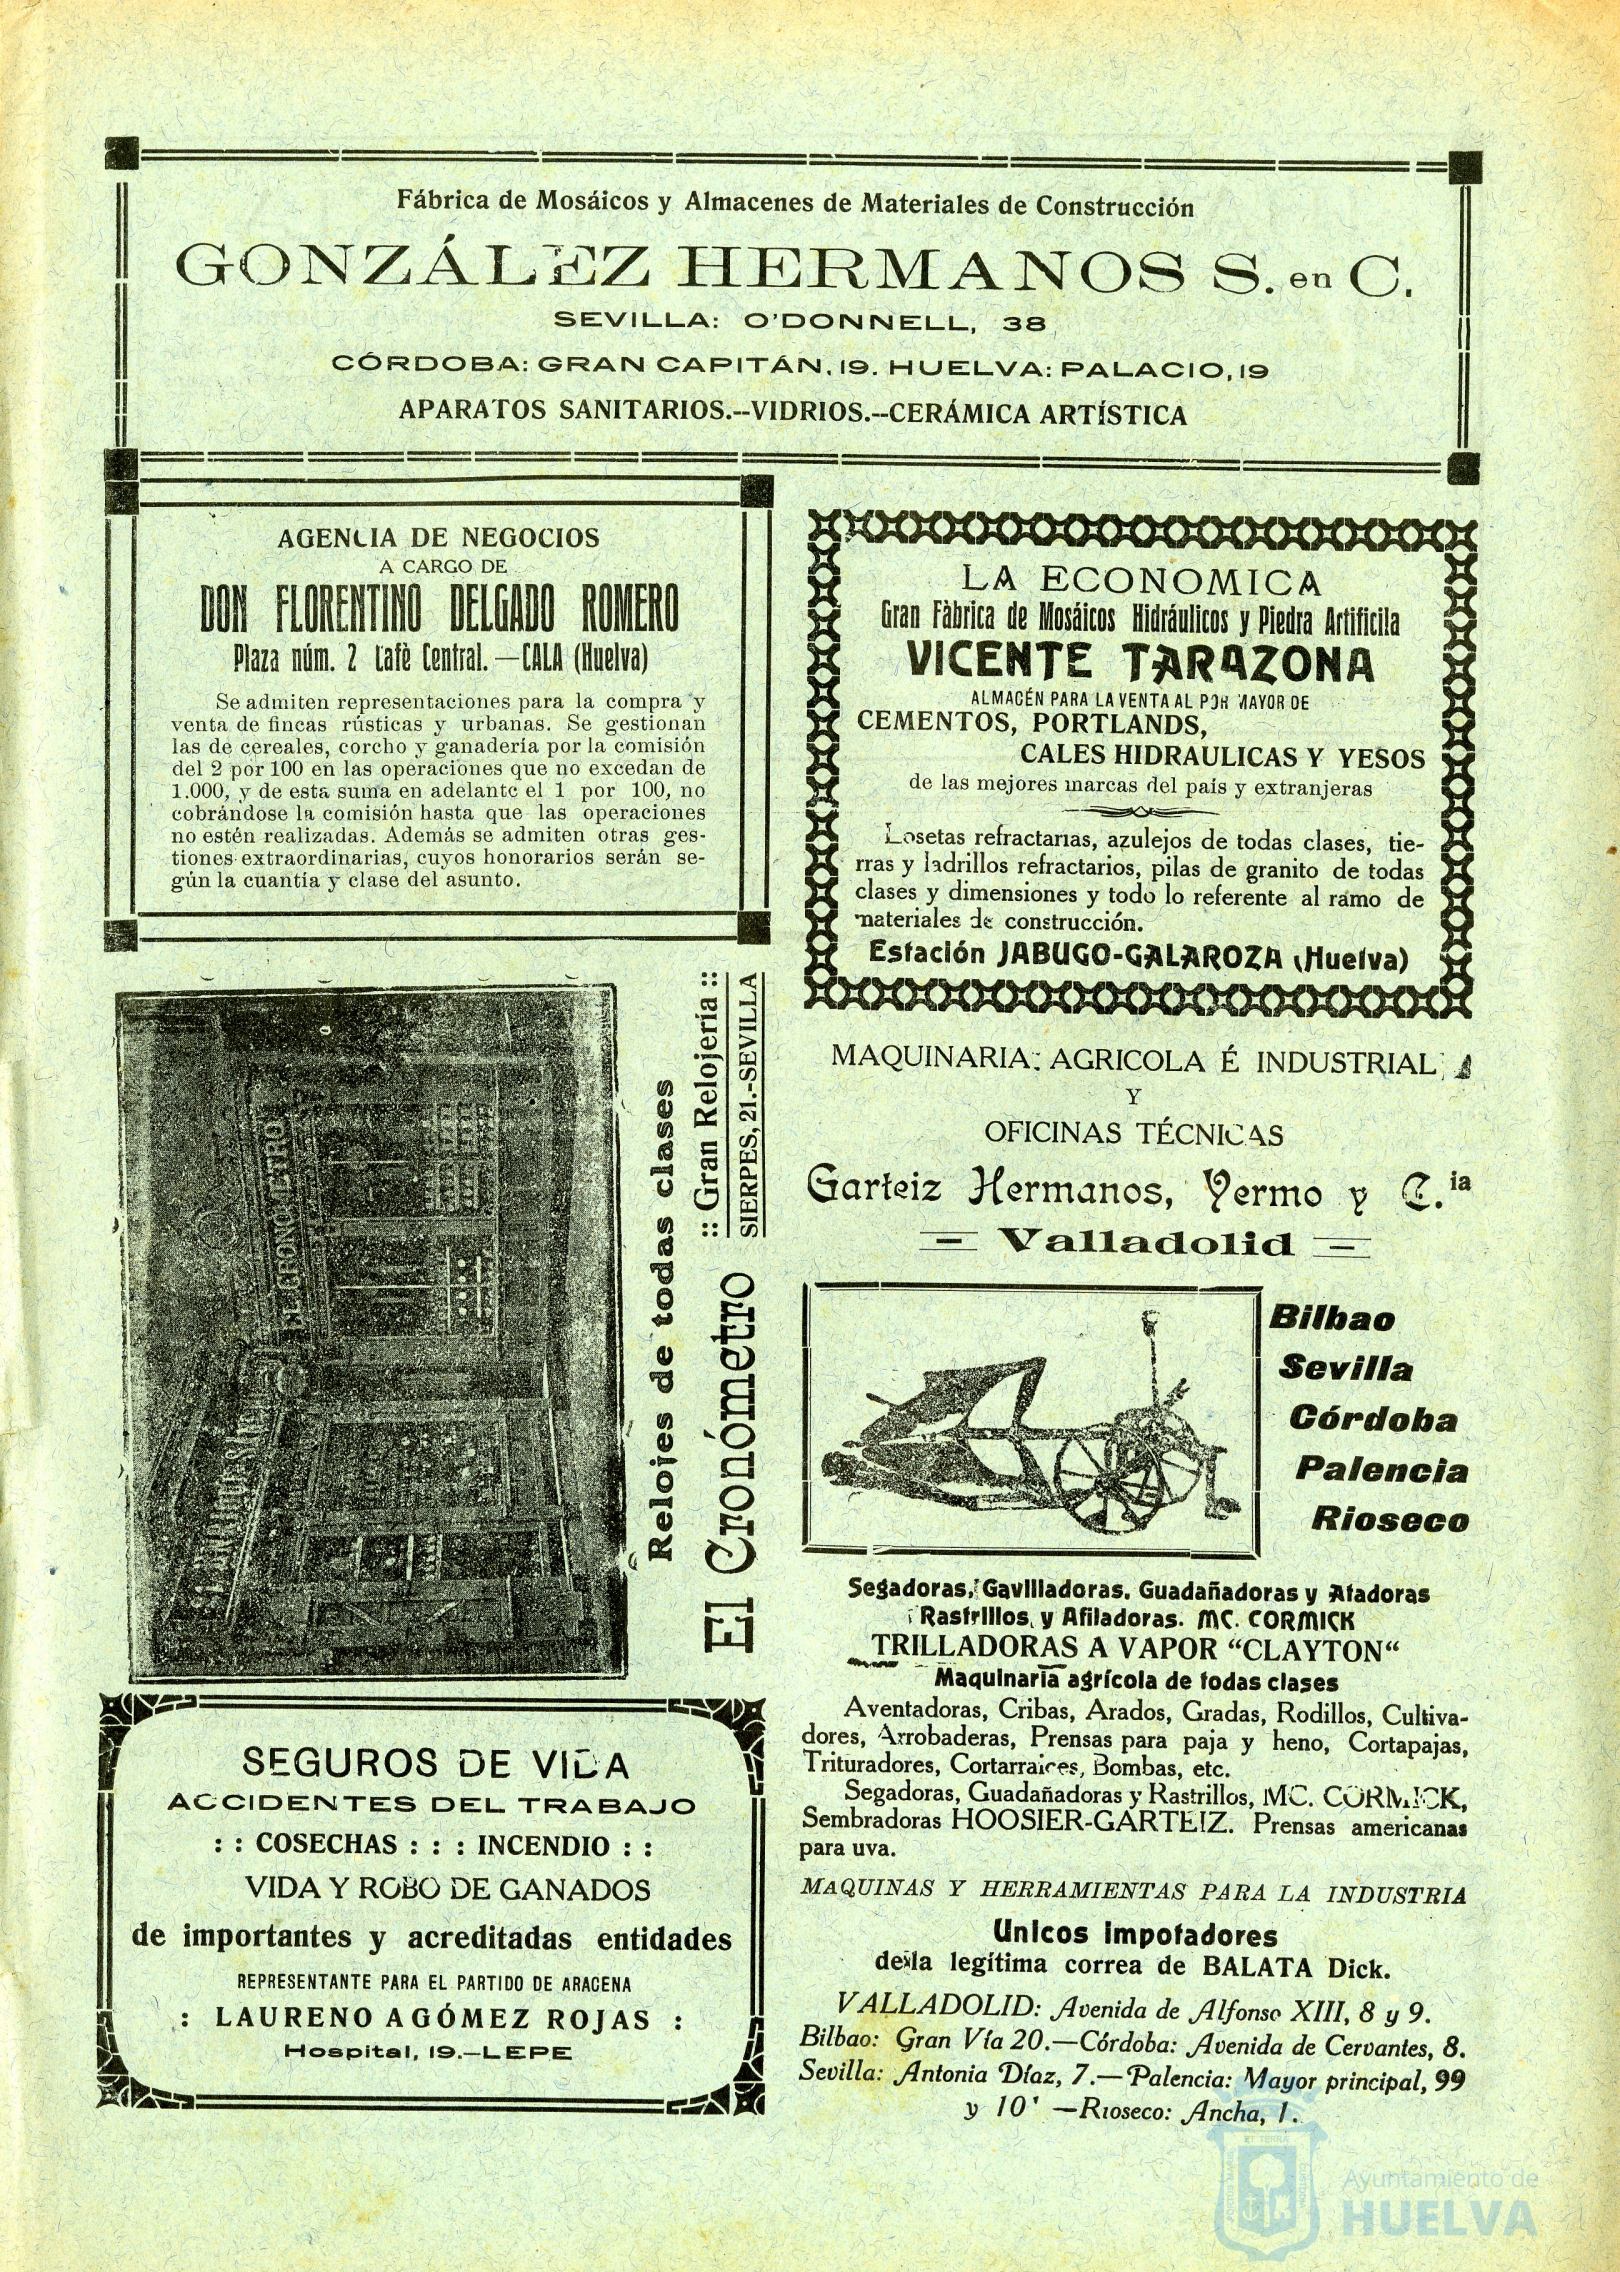 Fábrica de Mosáicos y Almacenes de Materiales de Construcción
GONZÁLEZ HERMANOS S. en C.
SEVILLA: O'DONNELL, 38
CÓRDOBA: GRAN CAPITÁN, 19. HUELVA: PALACIO, 19
APARATOS SANITARIOS.--VIDRIOS.--CERÁMICA ARTÍSTICA
AGENCIA DE NEGOCIOS
A CARGO DE
DON FLORENTINO DELGADO ROMERO
Plaza núm. 2 Cafè Central.—CALA (Huelva)
Se admiten representaciones para la compra y
venta de fincas rústicas y urbanas. Se gestionan
las de cereales, corcho y ganadería por la comisión
del 2 por 100 en las operaciones que no excedan de
1.000, y de esta suma en adelante el 1 por 100, no
cobrándose la comisión hasta que las operaciones
no estén realizadas. Además se admiten otras ges-
tiones extraordinarias, cuyos honorarios serán se-
gún la cuantía y clase del asunto.
EL CRONOMETRO
Relojes de todas clases
El Cronómetro
:: Gran Relojería ::
SIERPES, 21.-SEVILLA
SEGUROS DE VIDA
ACCIDENTES DEL TRABAJO
: : COSECHAS : : : INCENDIO : :
VIDA Y ROBO DE GANADOS
de importantes y acreditadas entidades
REPRESENTANTE PARA EL PARTIDO DE ARACENA
: LAURENO AGÓMEZ ROJAS :
Hospital, 19.—LEPE
LA ECONOMICA
Gran Fàbrica de Mosáicos Hidráulicos y Piedra Artificila
VICENTE TARAZONA
ALMACÉN PARA LA VENTA AL POR MAYOR DE
CEMENTOS, PORTLANDS,
CALES HIDRAULICAS Y YESOS
de las mejores marcas del país y extranjeras
Losetas refractarias, azulejos de todas clases, tie-
rras y ladrillos refractarios, pilas de granito de todas
clases y dimensiones y todo lo referente al ramo de
materiales de construcción.
Estación JABUGO-GALAROZA (Huelva)
MAQUINARIA: AGRICOLA É INDUSTRIAL
Y
OFICINAS TÉCNICAS
Garteiz Hermanos, Yermo y C.ia
Valladolid
Bilbao
Sevilla
Córdoba
Palencia
Rioseco
Segadoras, Gavilladoras. Guadañadoras y Atadoras
Rastrillos, y Afiladoras. MC. CORMICK
TRILLADORAS A VAPOR “CLAYTON“
Maquinaria agrícola de todas clases
Aventadoras, Cribas, Arados, Gradas, Rodillos, Cultiva-
dores, Arrobaderas, Prensas para paja y heno, Cortapajas,
Trituradores, Cortarraices, Bombas, etc.
Segadoras, Guadañadoras y Rastrillos, MC. CORMICK,
Sembradoras HOOSIER-GARTEIZ. Prensas americanas
para uva.
MAQUINAS Y HERRAMIENTAS PARA LA INDUSTRIA
Unicos impotadores
de la legítima correa de BALATA Dick.
VALLADOLID: Avenida de Alfonso XIII, 8 y 9.
Bilbao: Gran Vía 20.—Córdoba: Avenida de Cervantes, 8.
Sevilla: Antonia Díaz, 7.—Palencia: Mayor principal, 99
y 10' —Rioseco: Ancha, 1.
Ayuntamiento de
HUELVA